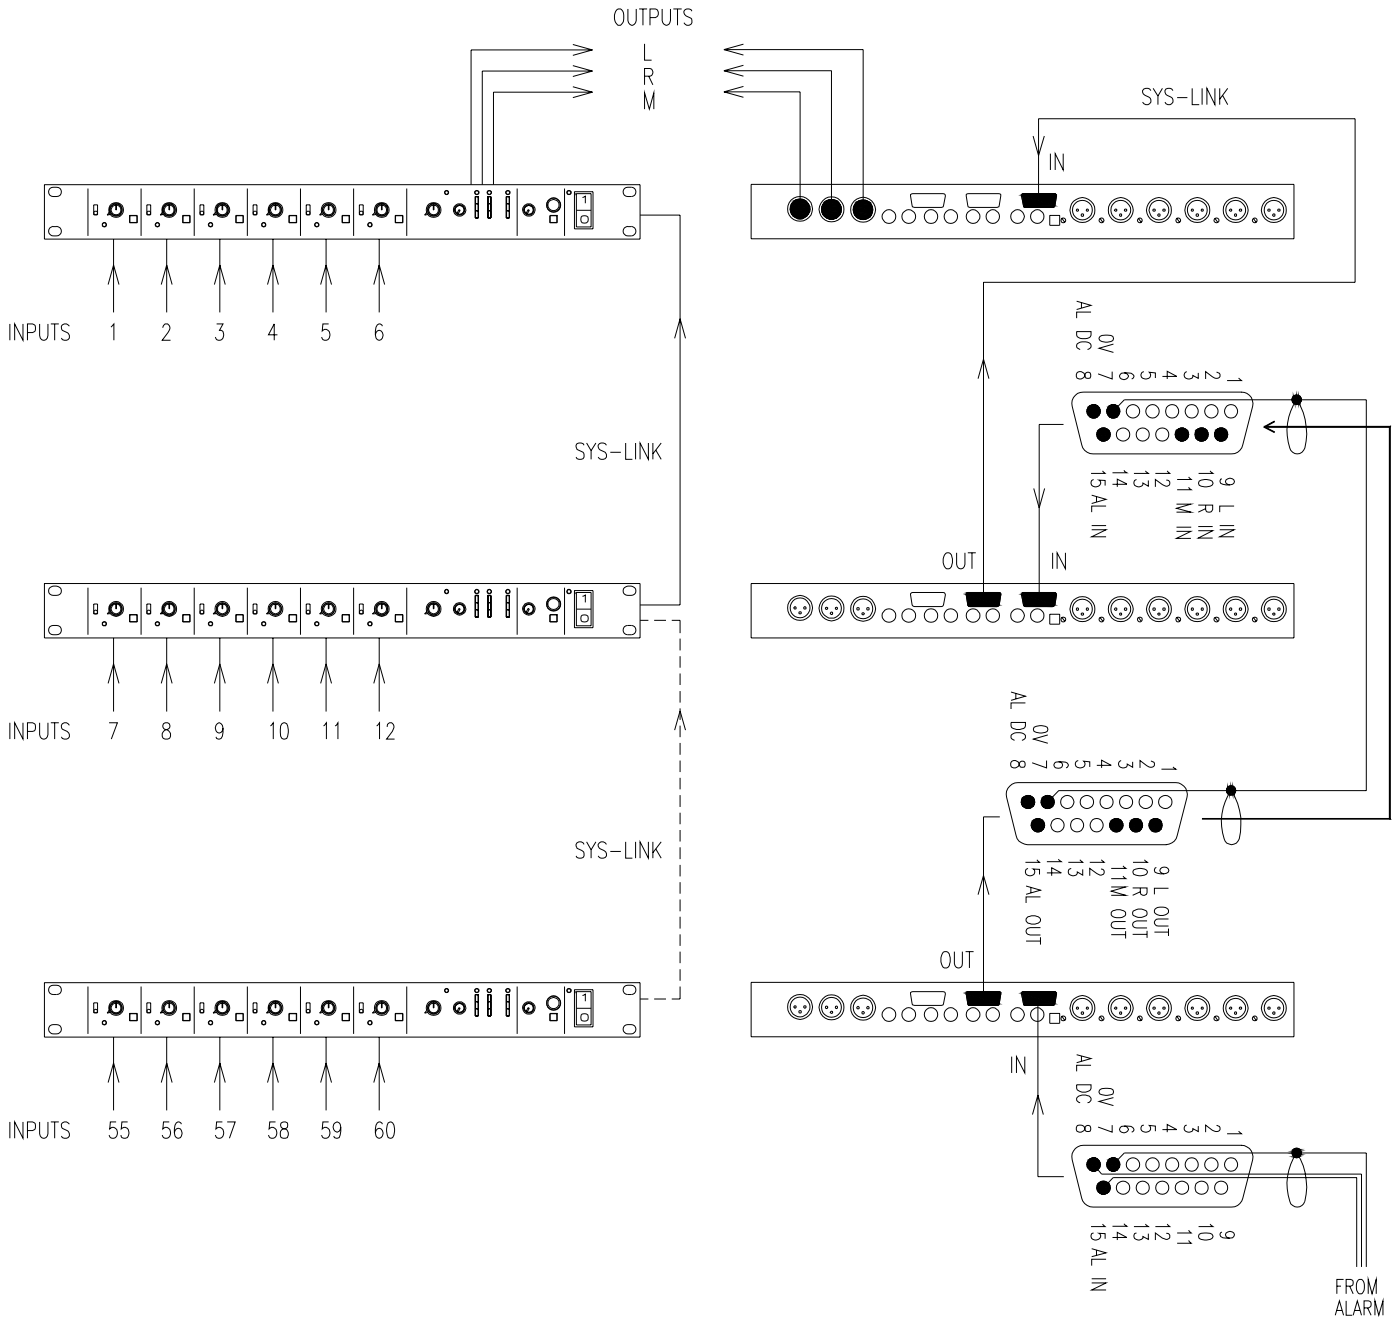 OUTPUTS
L
R
M
SYS-LINK
IN
1
O
INPUTS 1 2 3 4 5 6
AL DC 0V
8 7 6 5 4 3 2 1
SYS-LINK
15 AL IN
14
13
12
11 M IN
10 R IN
9 L IN
OUT
IN
1
O
INPUTS 7 8 9 10 11 12
AL DC 0V
8 7 6 5 4 3 2 1
SYS-LINK
15 AL OUT
14
13
12
11M OUT
10 R OUT
9 L OUT
OUT
1
O
IN
AL DC 0V
8 7 6 5 4 3 2 1
INPUTS 55 56 57 58 59 60
15 AL IN
14
13
12
11
10
9
FROM
ALARM